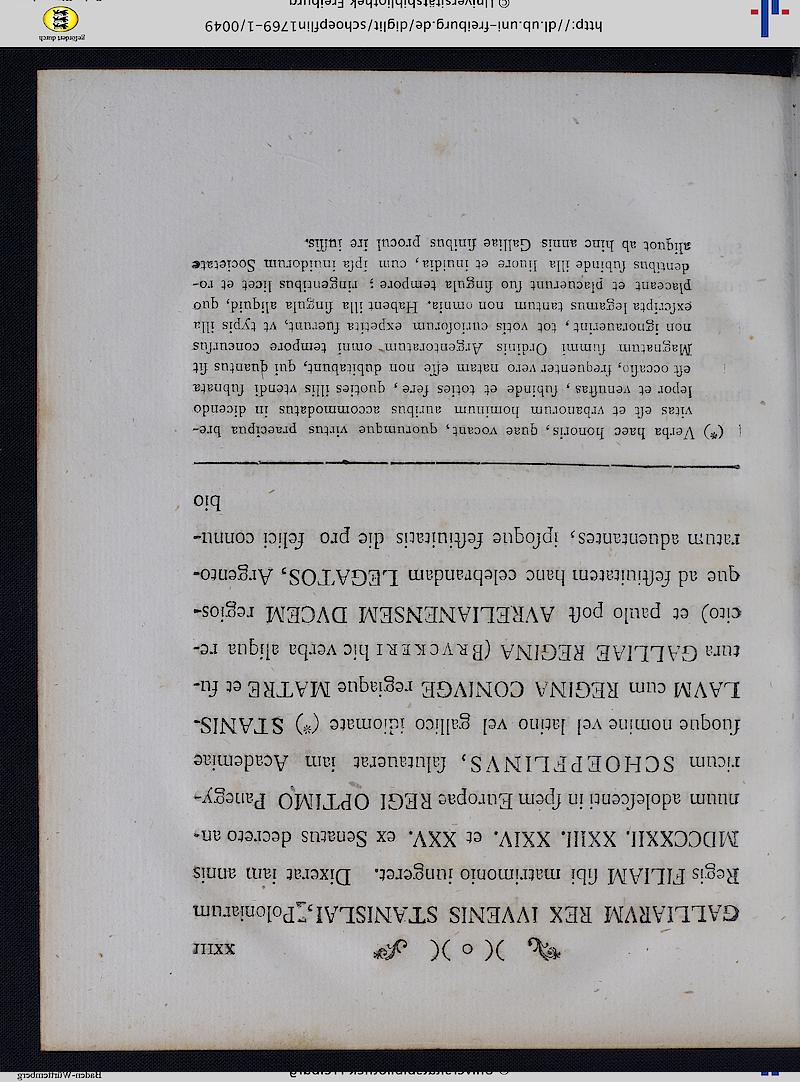 XXIII
)( o )(
GALLIARVM REX IVVENIS STANISLAI, Poloniarum
Regis FILIAM ſibi matrimonio iungeret. Dixerat iam annis
MDCCXXII. XXIII. XXIV. et XXV. ex Senatus decreto an-
nuum adoleſcenti in ſpem Europae REGI OPTIMO Panegy-
ricum SCHOEPFLINVS, ſalutauerat iam Academiae
ſuoque nomine vel latino vel gallico idiomate (*) STANIS-
LAVM cum REGINA CONIVGE regiaque MATRE et fu-
tura GALLIAE REGINA (BRVCKERI hic verba aliqua re-
cito) et paulo poſt AVRELIANENSEM DVCEM regios-
que ad feſtiuitatem hanc celebrandam LEGATOS, Argento-
ratum aduentantes, ipſoque feſtiuitatis die pro felici connu-
bio
(*) Verba haec honoris, quae vocant, quorumque virtus praecipua bre-
vitas eſt et vrbanorum hominum auribus accommodatus in dicendo
lepor et venuſtas, ſubinde et toties fere, quoties illis vtendi ſubnata
eſt occaſio, frequenter vero natam eſſe non dubitabunt, qui quantus ſit
Magnatum ſummi Ordinis Argentoratum omni tempore concurſus
non ignorauerint, tot votis curioſorum expetita fuerunt, vt typis illa
exſcripta legamus tantum non omnia. Habent illa ſingula aliquid, quo
placeant et placuerunt ſuo ſingula tempore; ringentibus licet et ro-
dentibus ſubinde illa liuore et inuidia, cum ipſa inuidorum Societate
aliquot ab hinc annis Galliae finibus procul ire iuſſis.
http://dl.ub.uni-freiburg.de/diglit/schoepflin1769-1/0049
© Universitätsbibliothek Freiburg
gefördert durch